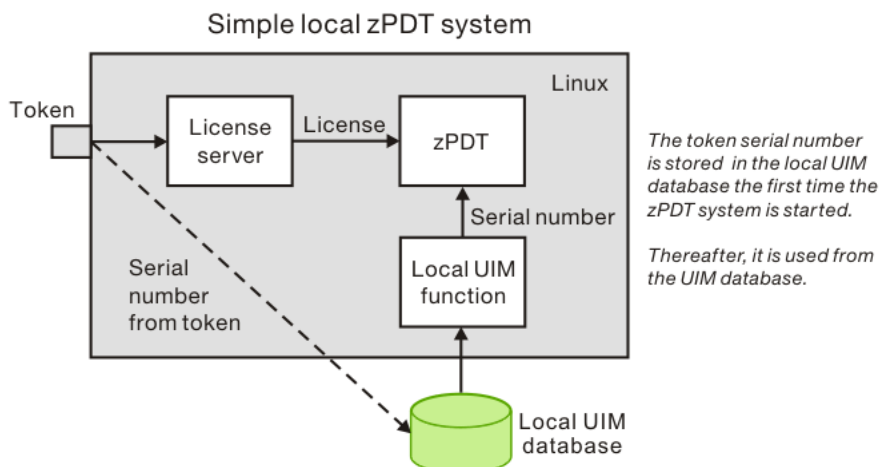 Simple local zPDT system
Linux
Token
License
server
License
zPDT
The token serial number
is stored in the local UIM
database the first time the
zPDT system is started.
Thereafter, it is used from
the UIM database.
Serial number
Serial
number
from token
Local UIM
function
Local UIM
database